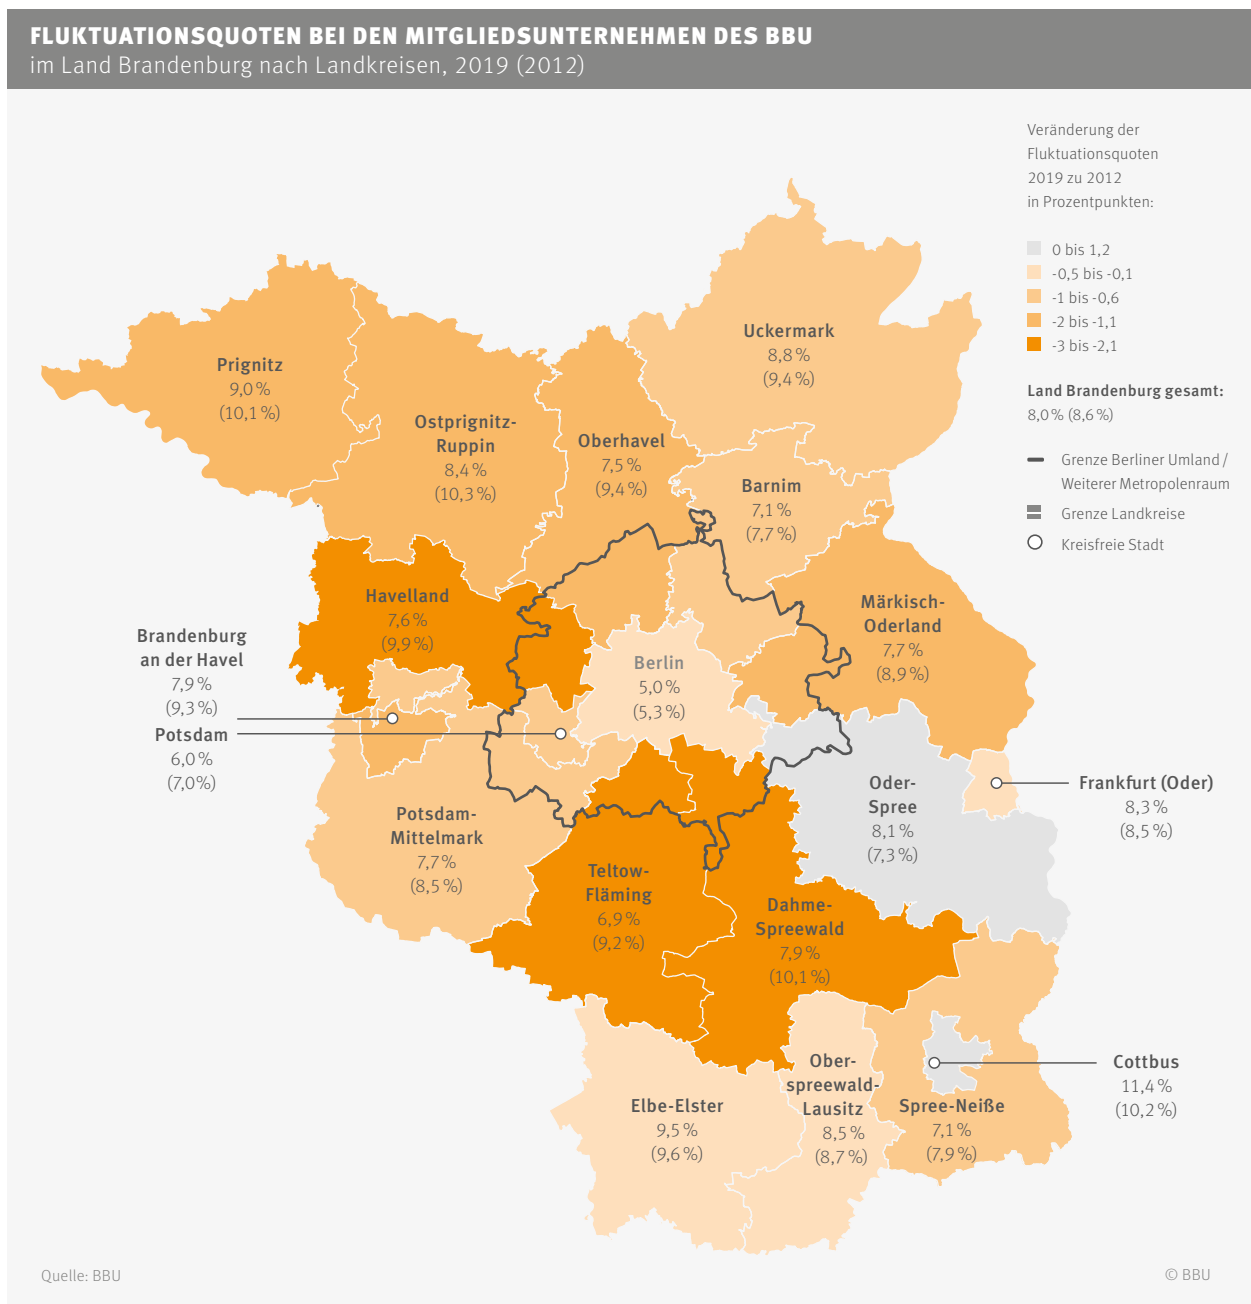 FLUKTUATIONSQUOTEN BEI DEN MITGLIEDSUNTERNEHMEN DES BBU
im Land Brandenburg nach Landkreisen, 2019 (2012)
Veränderung der
Fluktuationsquoten
2019 zu 2012
in Prozentpunkten:
0 bis 1,2
-0,5 bis -0,1
-1 bis -0,6
-2 bis -1,1
-3 bis -2,1
Land Brandenburg gesamt:
8,0 % (8,6 %)
Grenze Berliner Umland /
Weiterer Metropolenraum
Grenze Landkreise
Kreisfreie Stadt
Uckermark
8,8 %
(9,4 %)
Prignitz
9,0 %
(10,1 %)
Ostprignitz-
Ruppin
8,4 %
(10,3 %)
Oberhavel
7,5 %
(9,4 %)
Barnim
7,1 %
(7,7 %)
Havelland
7,6 %
(9,9 %)
Märkisch-
Oderland
7,7 %
(8,9 %)
Brandenburg
an der Havel
7,9 %
(9,3 %)
Potsdam
6,0 %
(7,0%)
Berlin
5,0 %
(5,3 %)
Oder-
Spree
8,1 %
(7,3 %)
Frankfurt (Oder)
8,3 %
(8,5 %)
Potsdam-
Mittelmark
7,7 %
(8,5 %)
Teltow-
Fläming
6,9 %
(9,2 %)
Dahme-
Spreewald
7,9 %
(10,1 %)
Cottbus
11,4 %
(10,2 %)
Elbe-Elster
9,5 %
(9,6 %)
Ober-
spreewald-
Lausitz
8,5 %
(8,7 %)
Spree-Neiße
7,1 %
(7,9 %)
Quelle: BBU
© BBU